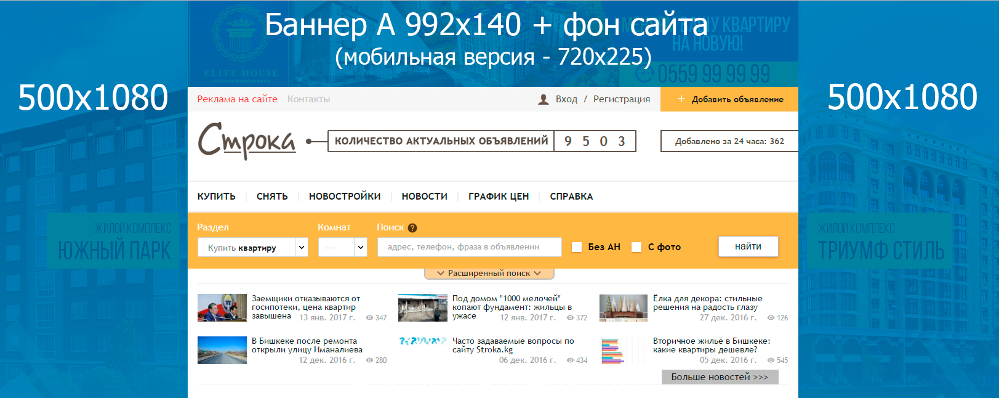 Баннер А 992x140 + фон сайта
(мобильная версия - 720x225)
500x1080
500x1080
КВАРТИРУ
НА НОВУЮ!
ELITE HOUSE
0559 99 99 99
Реклама на сайте Контакты
Вход / Регистрация
+ Добавить объявление
Строка
КОЛИЧЕСТВО АКТУАЛЬНЫХ ОБЪЯВЛЕНИЙ 9 5 0 3
Добавлено за 24 часа: 362
КУПИТЬ СНЯТЬ НОВОСТРОЙКИ НОВОСТИ ГРАФИК ЦЕН СПРАВКА
Раздел Комнат Поиск ?
Купить квартиру --- адрес, телефон, фраза в объявлении Без АН С фото найти
Расширенный поиск
ЖИЛОЙ КОМПЛЕКС
ЮЖНЫЙ ПАРК
ЖИЛОЙ КОМПЛЕКС
ТРИУМФ СТИЛЬ
Заемщики отказываются от
госипотеки, цена квартир
завышена 13 янв. 2017 г. 347
Под домом "1000 мелочей"
копают фундамент: жильцы в
ужасе 12 янв. 2017 г. 372
Ёлка для декора: стильные
решения на радость глазу
27 дек. 2016 г. 126
В Бишкеке после ремонта
открыли улицу Иманалиева
12 дек. 2016 г. 280
Часто задаваемые вопросы по
сайту Stroka.kg
06 дек. 2016 г. 434
Вторичное жильё в Бишкеке:
какие квартиры дешевле?
05 дек. 2016 г. 545
Больше новостей >>>